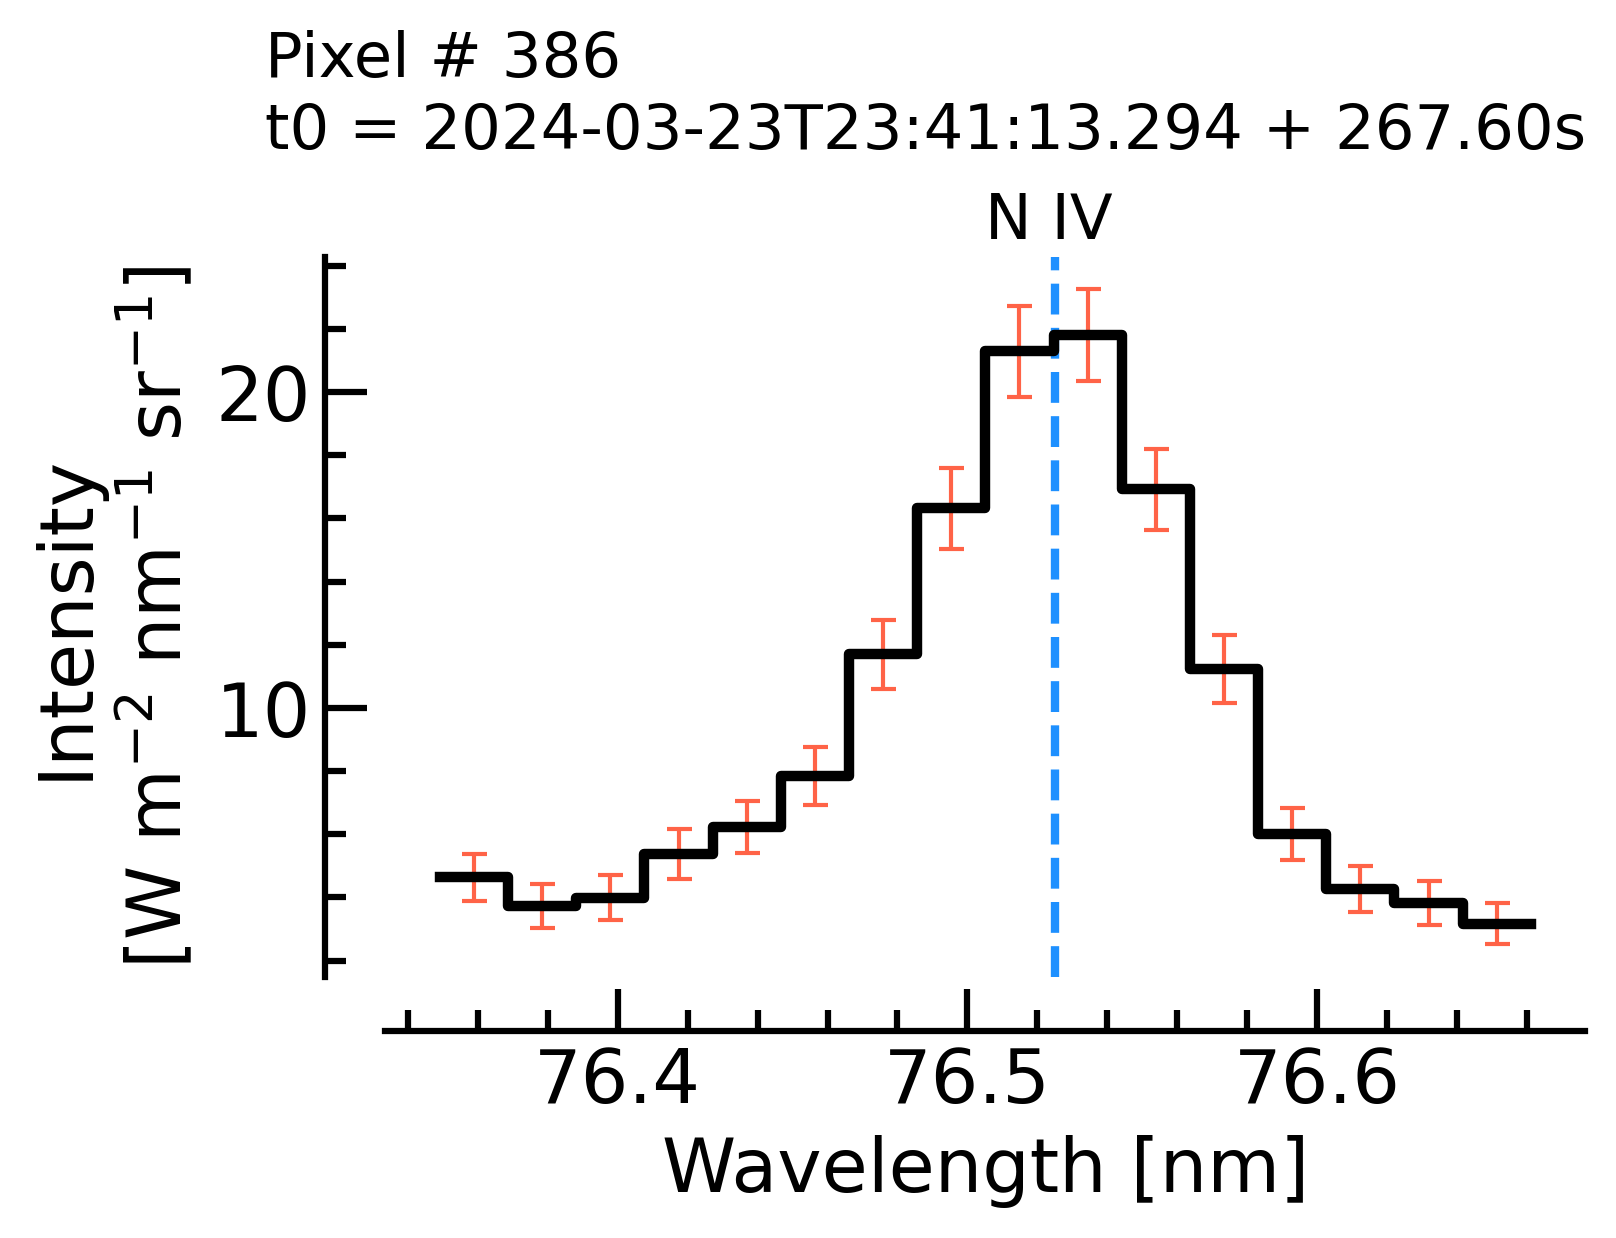 Pixel # 386
t0 = 2024-03-23T23:41:13.294 + 267.60s
N IV
Intensity
[W m⁻² nm⁻¹ sr⁻¹]
20
10
76.4 76.5 76.6
Wavelength [nm]